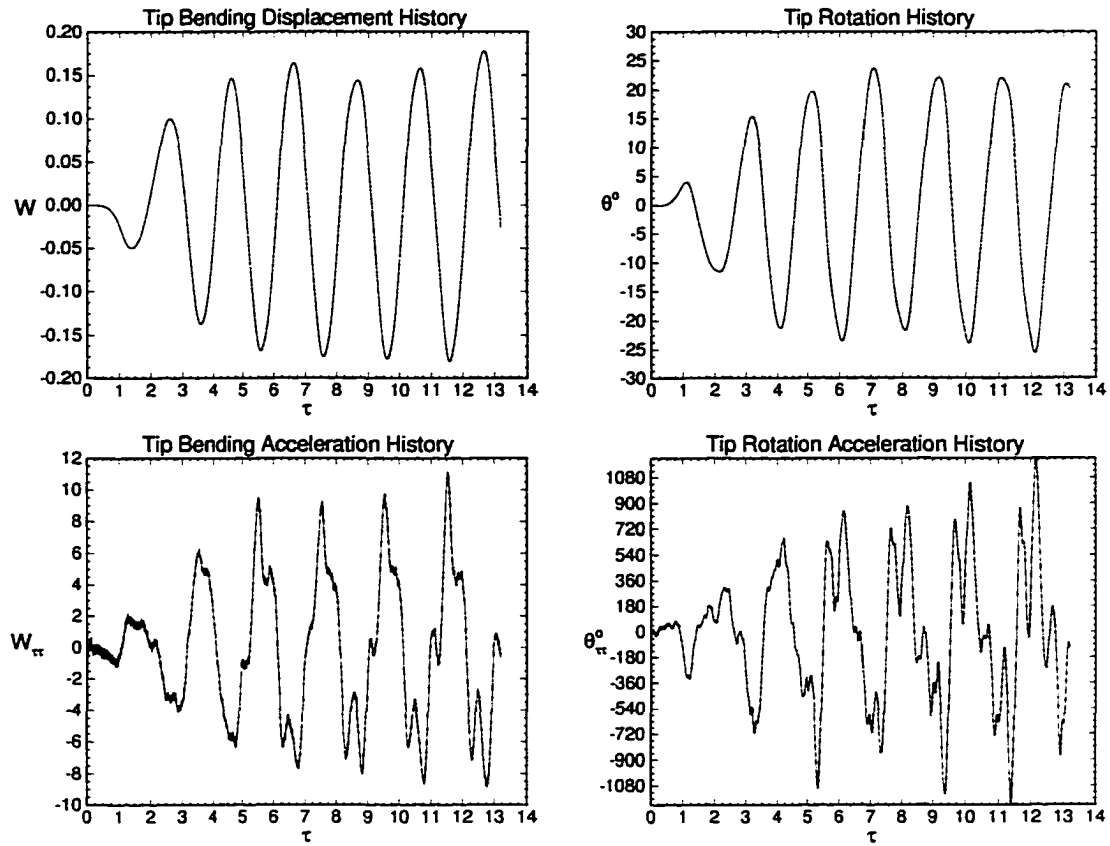 Tip Bending Displacement History
0.20
0.15
0.10
0.05
0.00
-0.05
-0.10
-0.15
-0.20
W
0 1 2 3 4 5 6 7 8 9 10 11 12 13 14
τ
Tip Rotation History
30
25
20
15
10
5
0
-5
-10
-15
-20
-25
-30
θ°
0 1 2 3 4 5 6 7 8 9 10 11 12 13 14
τ
Tip Bending Acceleration History
12
10
8
6
4
2
0
-2
-4
-6
-8
-10
W_ττ
0 1 2 3 4 5 6 7 8 9 10 11 12 13 14
τ
Tip Rotation Acceleration History
1080
900
720
540
360
180
0
-180
-360
-540
-720
-900
-1080
θ°_ττ
0 1 2 3 4 5 6 7 8 9 10 11 12 13 14
τ